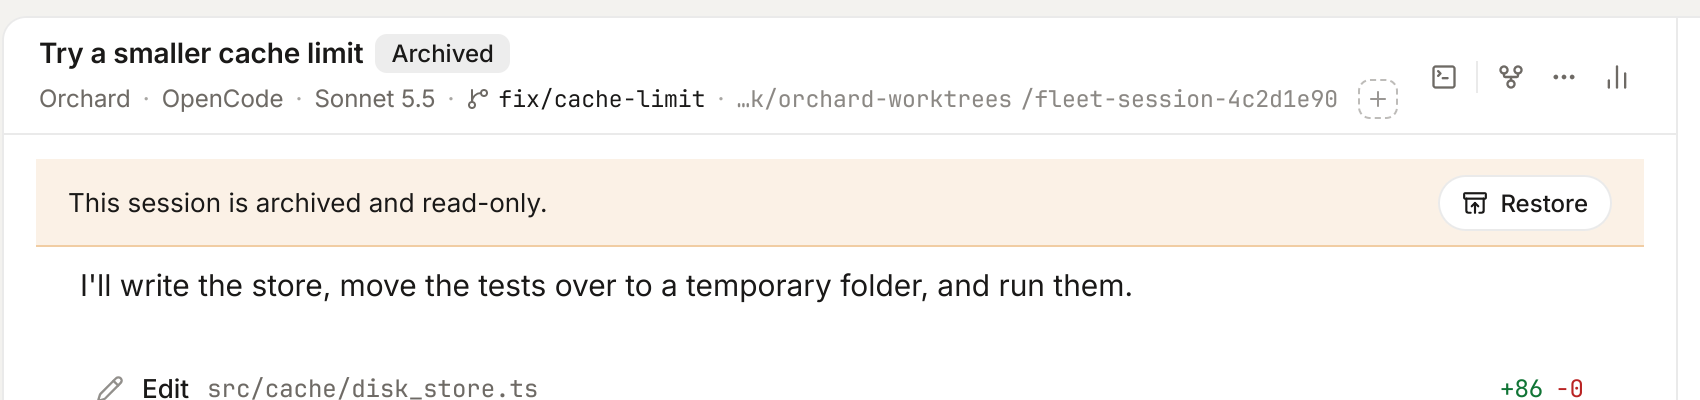 Try a smaller cache limit Archived
Orchard · OpenCode · Sonnet 5.5 · fix/cache-limit · …k/orchard-worktrees /fleet-session-4c2d1e90
This session is archived and read-only. Restore
I'll write the store, move the tests over to a temporary folder, and run them.
Edit src/cache/disk_store.ts +86 -0